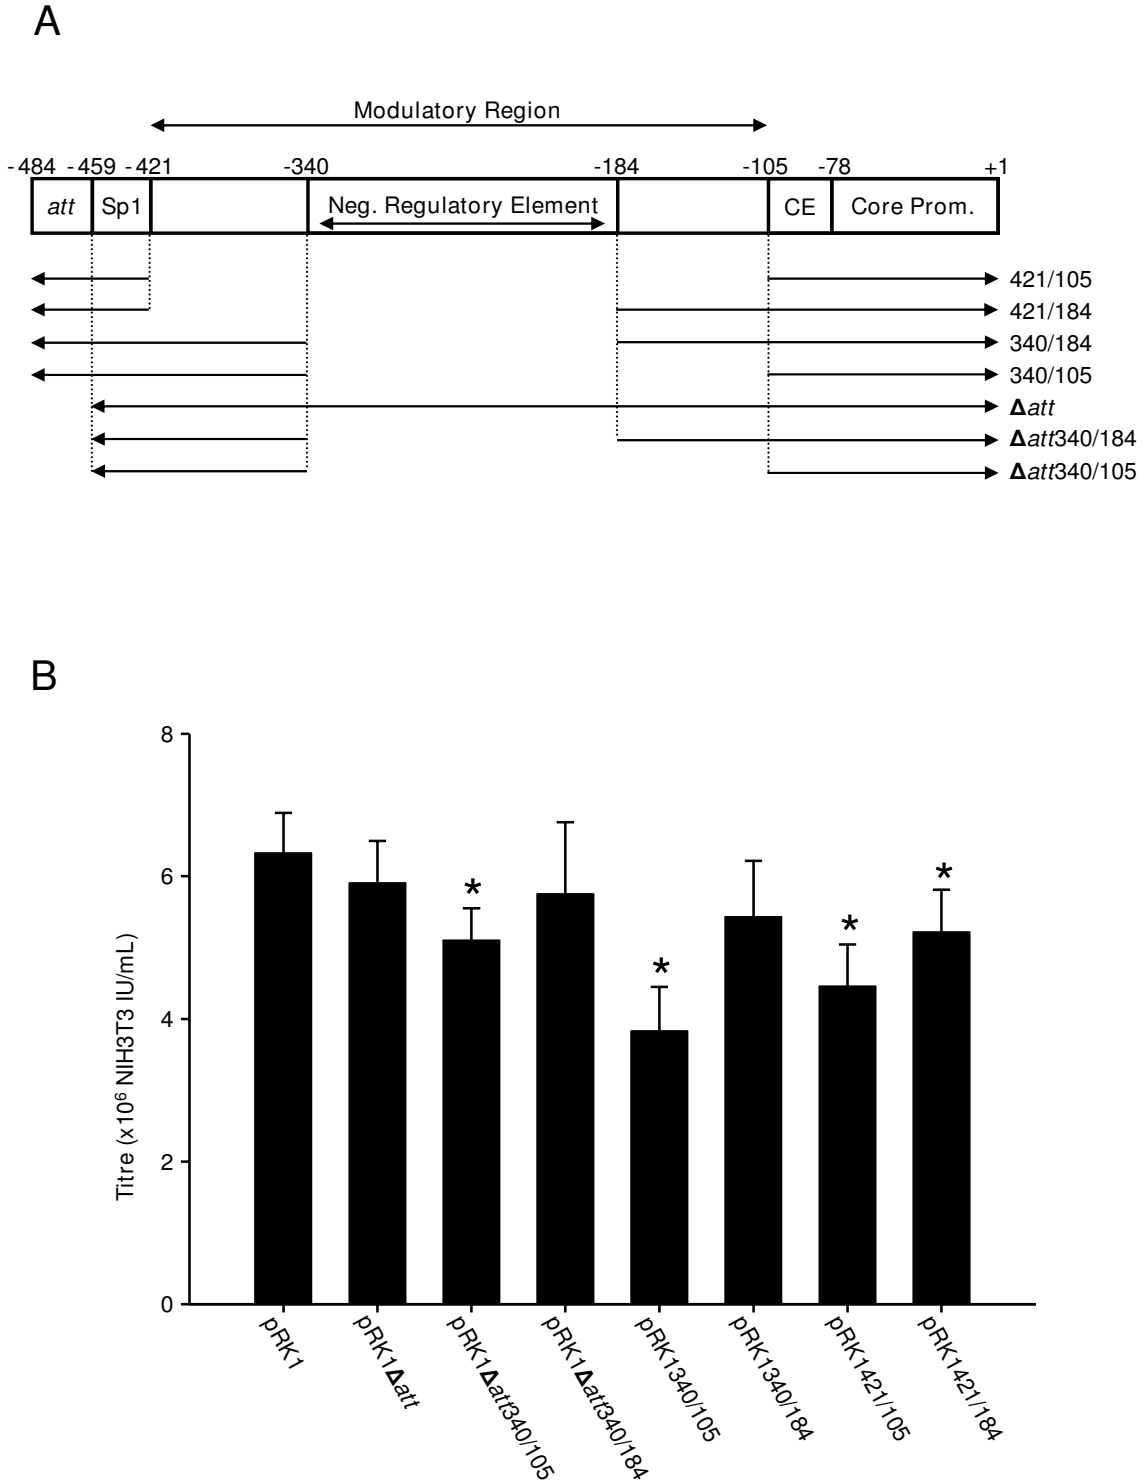 A
Modulatory Region
-484 -459 -421 -340 -184 -105 -78 +1
att Sp1 Neg. Regulatory Element CE Core Prom.
421/105
421/184
340/184
340/105
Δatt
Δatt340/184
Δatt340/105
B
8
6
4
2
0
Titre (x10⁶ NIH3T3 IU/mL)
*
*
*
*
pRK1
pRK1Δatt
pRK1Δatt340/105
pRK1Δatt340/184
pRK1340/105
pRK1340/184
pRK1421/105
pRK1421/184